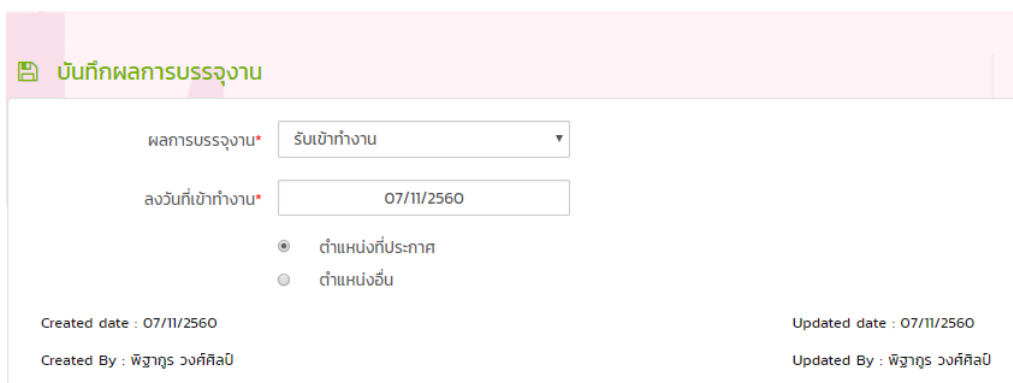 บันทึกผลการบรรจุงาน
ผลการบรรจุงาน* รับเข้าทำงาน
ลงวันที่เข้าทำงาน* 07/11/2560
ตำแหน่งที่ประกาศ
ตำแหน่งอื่น
Created date : 07/11/2560 Updated date : 07/11/2560
Created By : พิฐากูร วงศ์ศิลป์ Updated By : พิฐากูร วงศ์ศิลป์